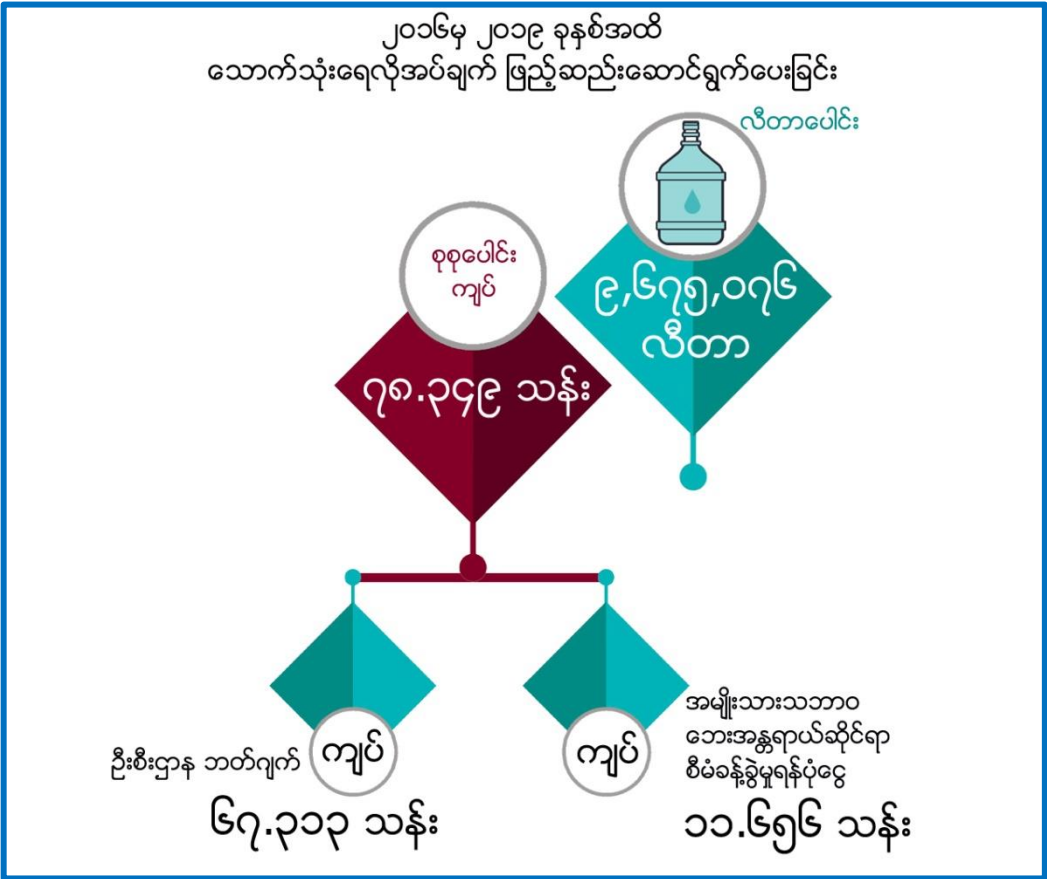 ၂၀၁၆မှ ၂၀၁၉ ခုနှစ်အထိ
သောက်သုံးရေလိုအပ်ချက် ဖြည့်ဆည်းဆောင်ရွက်ပေးခြင်း
လီတာပေါင်း
၉,၆၇၅,၀၇၆
လီတာ
စုစုပေါင်း
ကျပ်
၇၈.၃၄၉ သန်း
ဦးစီးဌာန ဘတ်ဂျက်
ကျပ်
၆၇.၃၁၃ သန်း
ကျပ်
အမျိုးသားသဘာဝ
ဘေးအန္တရာယ်ဆိုင်ရာ
စီမံခန့်ခွဲမှုရန်ပုံငွေ
၁၁.၆၅၆ သန်း